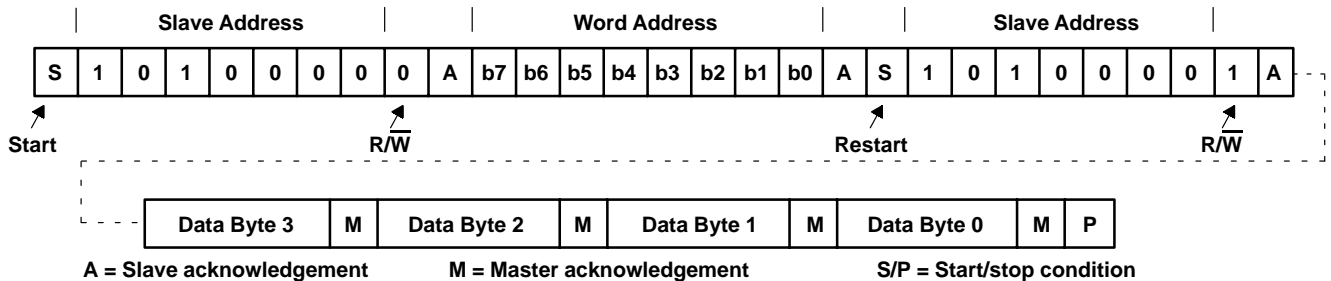 Slave Address Word Address Slave Address
S 1 0 1 0 0 0 0 0 A b7 b6 b5 b4 b3 b2 b1 b0 A S 1 0 1 0 0 0 0 1 A
Start R/W̅ Restart R/W̅
Data Byte 3 M Data Byte 2 M Data Byte 1 M Data Byte 0 M P
A = Slave acknowledgement M = Master acknowledgement S/P = Start/stop condition